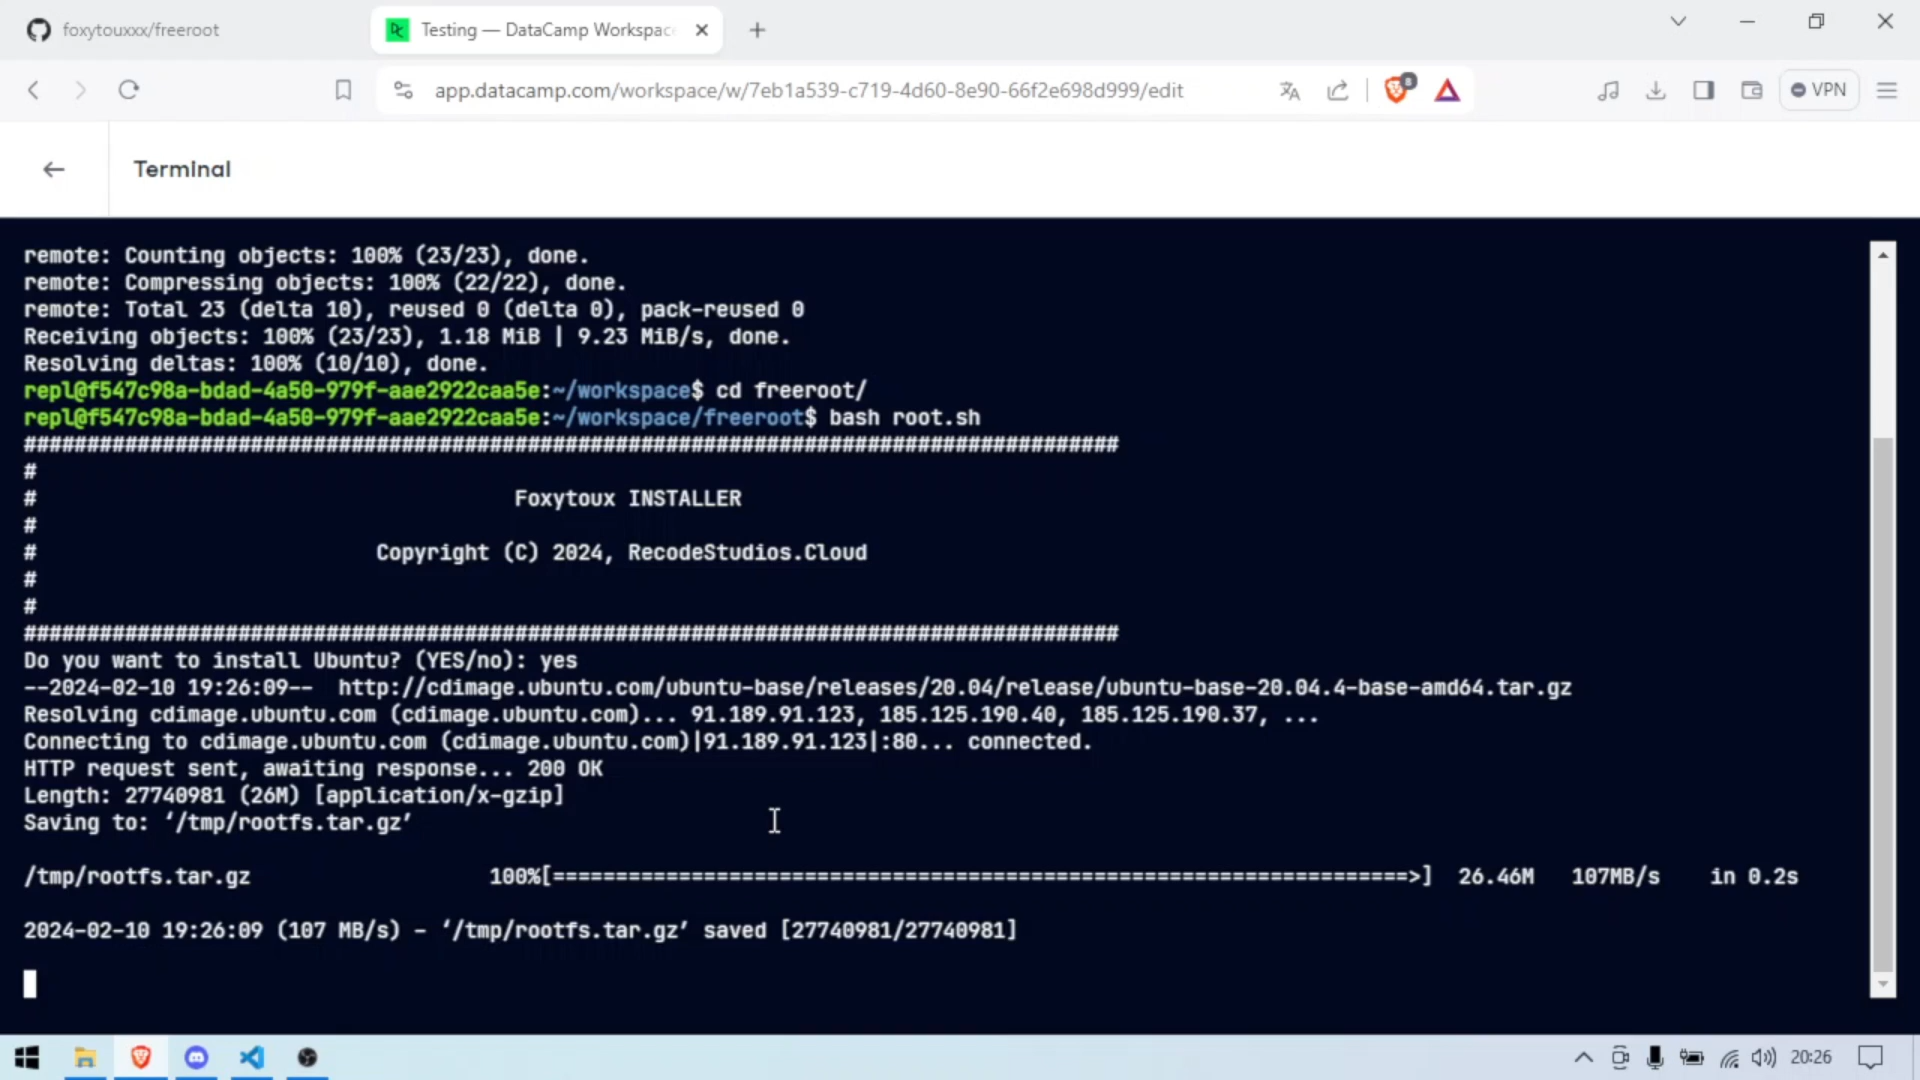 foxytouxxx/freeroot
Testing — DataCamp Workspac
app.datacamp.com/workspace/w/7eb1a539-c719-4d60-8e90-66f2e698d999/edit
8
VPN
Terminal
remote: Counting objects: 100% (23/23), done.
remote: Compressing objects: 100% (22/22), done.
remote: Total 23 (delta 10), reused 0 (delta 0), pack-reused 0
Receiving objects: 100% (23/23), 1.18 MiB | 9.23 MiB/s, done.
Resolving deltas: 100% (10/10), done.
repl@f547c98a-bdad-4a50-979f-aae2922caa5e:~/workspace$ cd freeroot/
repl@f547c98a-bdad-4a50-979f-aae2922caa5e:~/workspace/freeroot$ bash root.sh
#######################################################################################
#
# Foxytoux INSTALLER
#
# Copyright (C) 2024, RecodeStudios.Cloud
#
#
#######################################################################################
Do you want to install Ubuntu? (YES/no): yes
--2024-02-10 19:26:09-- http://cdimage.ubuntu.com/ubuntu-base/releases/20.04/release/ubuntu-base-20.04.4-base-amd64.tar.gz
Resolving cdimage.ubuntu.com (cdimage.ubuntu.com)... 91.189.91.123, 185.125.190.40, 185.125.190.37, ...
Connecting to cdimage.ubuntu.com (cdimage.ubuntu.com)|91.189.91.123|:80... connected.
HTTP request sent, awaiting response... 200 OK
Length: 27740981 (26M) [application/x-gzip]
Saving to: ‘/tmp/rootfs.tar.gz’
/tmp/rootfs.tar.gz 100%[====================================================================>] 26.46M 107MB/s in 0.2s
2024-02-10 19:26:09 (107 MB/s) - ‘/tmp/rootfs.tar.gz’ saved [27740981/27740981]
20:26